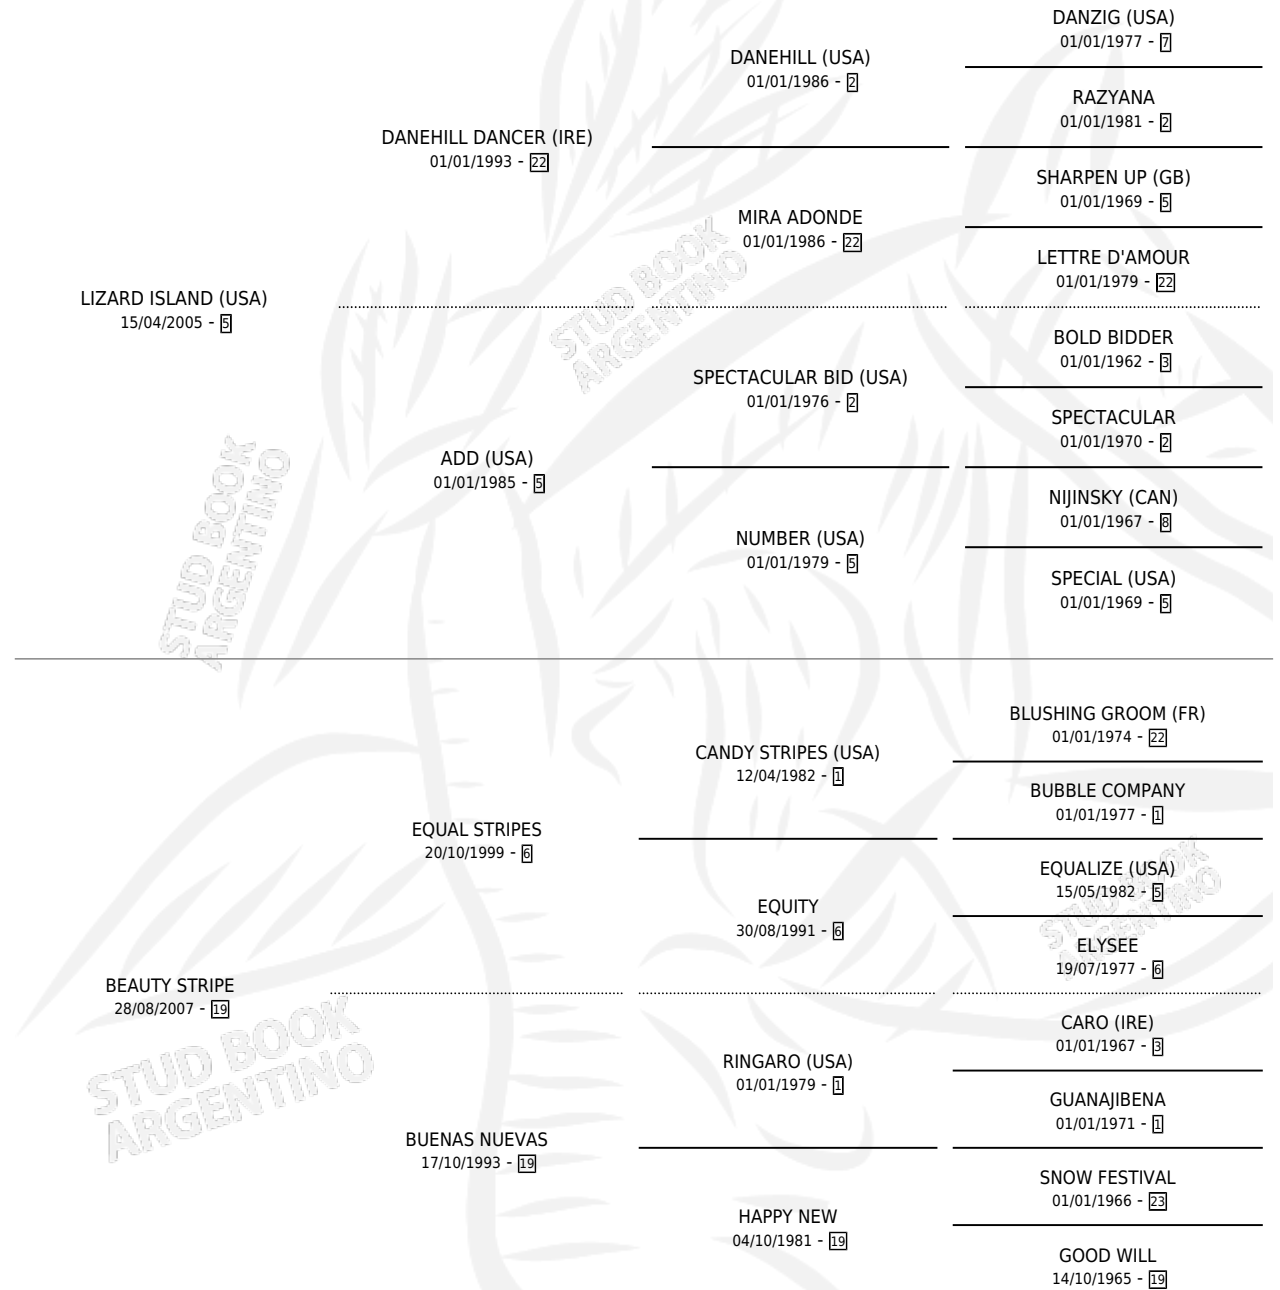 DANZIG (USA)
01/01/1977 - 7
DANEHILL (USA)
01/01/1986 - 2
RAZYANA
01/01/1981 - 2
DANEHILL DANCER (IRE)
01/01/1993 - 22
SHARPEN UP (GB)
01/01/1969 - 5
MIRA ADONDE
01/01/1986 - 22
LETTRE D'AMOUR
01/01/1979 - 22
LIZARD ISLAND (USA)
15/04/2005 - 5
STUD BOOK
ARGENTINO
BOLD BIDDER
01/01/1962 - 3
SPECTACULAR BID (USA)
01/01/1976 - 2
SPECTACULAR
01/01/1970 - 2
ADD (USA)
01/01/1985 - 5
NIJINSKY (CAN)
01/01/1967 - 8
NUMBER (USA)
01/01/1979 - 5
SPECIAL (USA)
01/01/1969 - 5
STUD BOOK
ARGENTINO
BLUSHING GROOM (FR)
01/01/1974 - 22
CANDY STRIPES (USA)
12/04/1982 - 1
BUBBLE COMPANY
01/01/1977 - 1
EQUAL STRIPES
20/10/1999 - 6
EQUALIZE (USA)
15/05/1982 - 5
EQUITY
30/08/1991 - 6
ELYSEE
19/07/1977 - 6
STUD BOOK
ARGENTINO
BEAUTY STRIPE
28/08/2007 - 19
CARO (IRE)
01/01/1967 - 3
RINGARO (USA)
01/01/1979 - 1
GUANAJIBENA
01/01/1971 - 1
STUD BOOK
ARGENTINO
BUENAS NUEVAS
17/10/1993 - 19
SNOW FESTIVAL
01/01/1966 - 23
HAPPY NEW
04/10/1981 - 19
GOOD WILL
14/10/1965 - 19